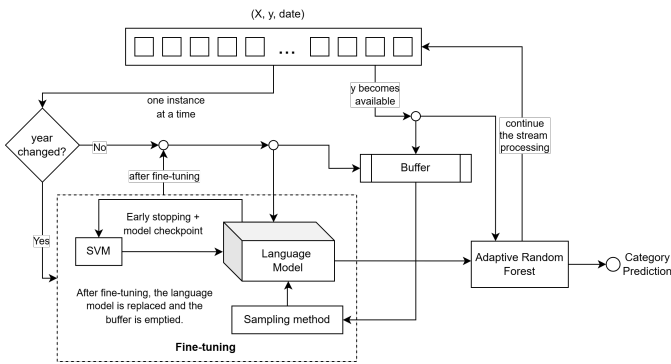 (X, y, date)
...
one instance
at a time
y becomes
available
continue
the stream
processing
year
changed?
No
after fine-tuning
Buffer
Yes
Early stopping +
model checkpoint
SVM
Language
Model
Adaptive Random
Forest
Category
Prediction
After fine-tuning, the language
model is replaced and the
buffer is emptied.
Sampling method
Fine-tuning